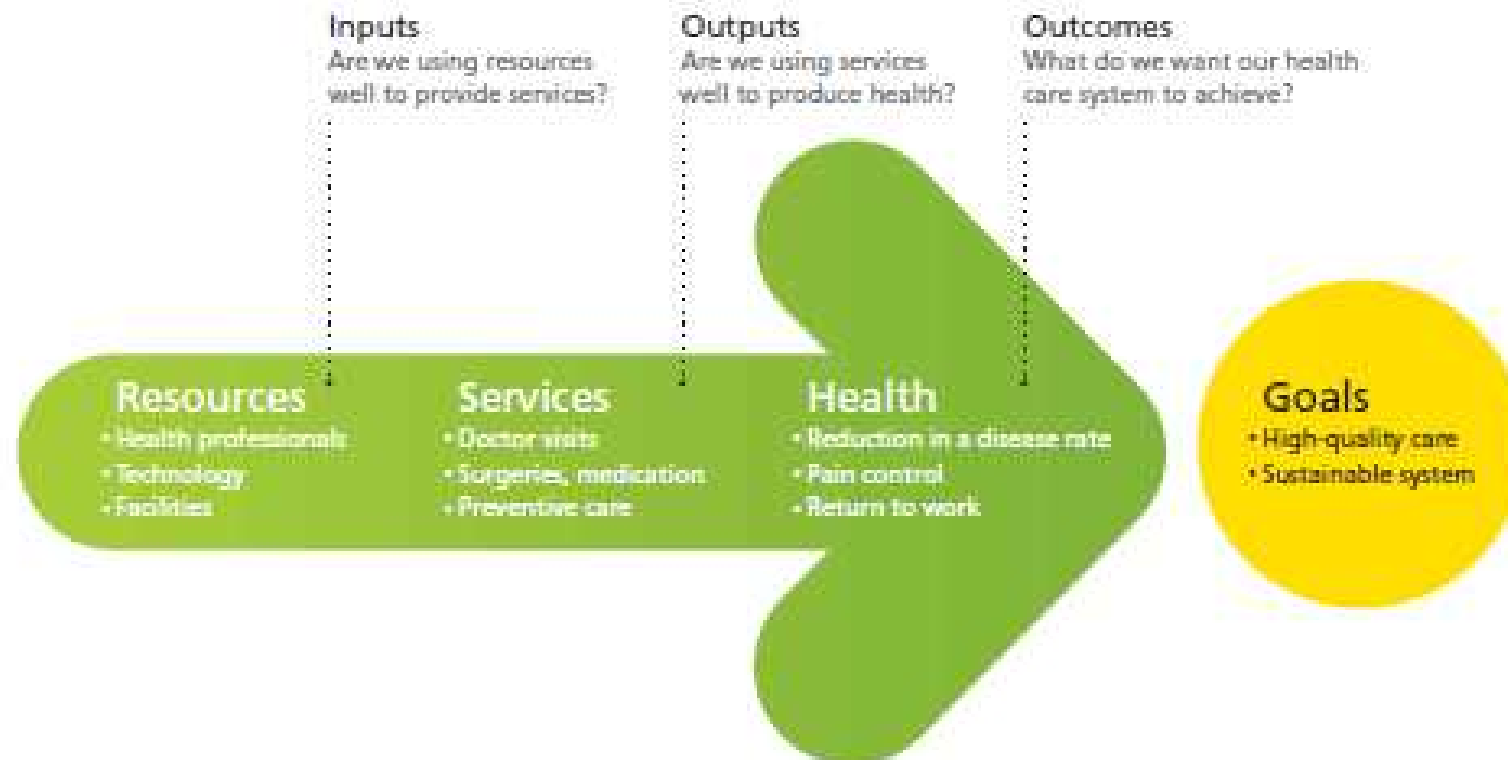 Inputs
Are we using resources
well to provide services?
Outputs
Are we using services
well to produce health?
Outcomes
What do we want our health
care system to achieve?
Resources
• Health professionals
• Technology
• Facilities
Services
• Doctor visits
• Surgeries, medication
• Preventive care
Health
• Reduction in a disease rate
• Pain control
• Return to work
Goals
• High-quality care
• Sustainable system